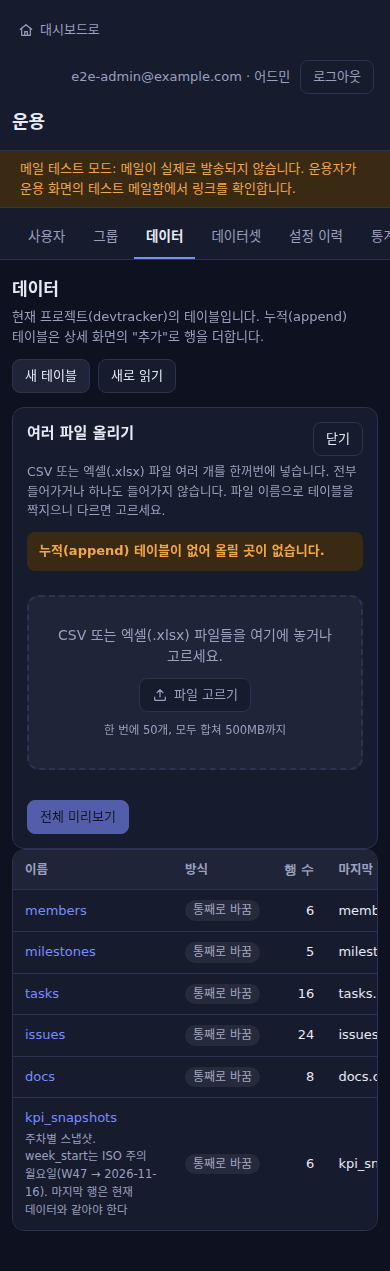 대시보드로
e2e-admin@example.com · 어드민
로그아웃
운용
메일 테스트 모드: 메일이 실제로 발송되지 않습니다. 운용자가
운용 화면의 테스트 메일함에서 링크를 확인합니다.
사용자 그룹 데이터 데이터셋 설정 이력 통계
데이터
현재 프로젝트(devtracker)의 테이블입니다. 누적(append)
테이블은 상세 화면의 "추가"로 행을 더합니다.
새 테이블 새로 읽기
여러 파일 올리기
닫기
CSV 또는 엑셀(.xlsx) 파일 여러 개를 한꺼번에 넣습니다. 전부
들어가거나 하나도 들어가지 않습니다. 파일 이름으로 테이블을
짝지으니 다르면 고르세요.
누적(append) 테이블이 없어 올릴 곳이 없습니다.
CSV 또는 엑셀(.xlsx) 파일들을 여기에 놓거나
고르세요.
파일 고르기
한 번에 50개, 모두 합쳐 500MB까지
전체 미리보기
이름 방식 행 수 마지막
members 통째로 바꿈 6 memb
milestones 통째로 바꿈 5 milest
tasks 통째로 바꿈 16 tasks.
issues 통째로 바꿈 24 issues
docs 통째로 바꿈 8 docs.c
kpi_snapshots
주차별 스냅샷.
week_start는 ISO 주의
월요일(W47 → 2026-11-
16). 마지막 행은 현재
데이터와 같아야 한다
통째로 바꿈 6 kpi_sn